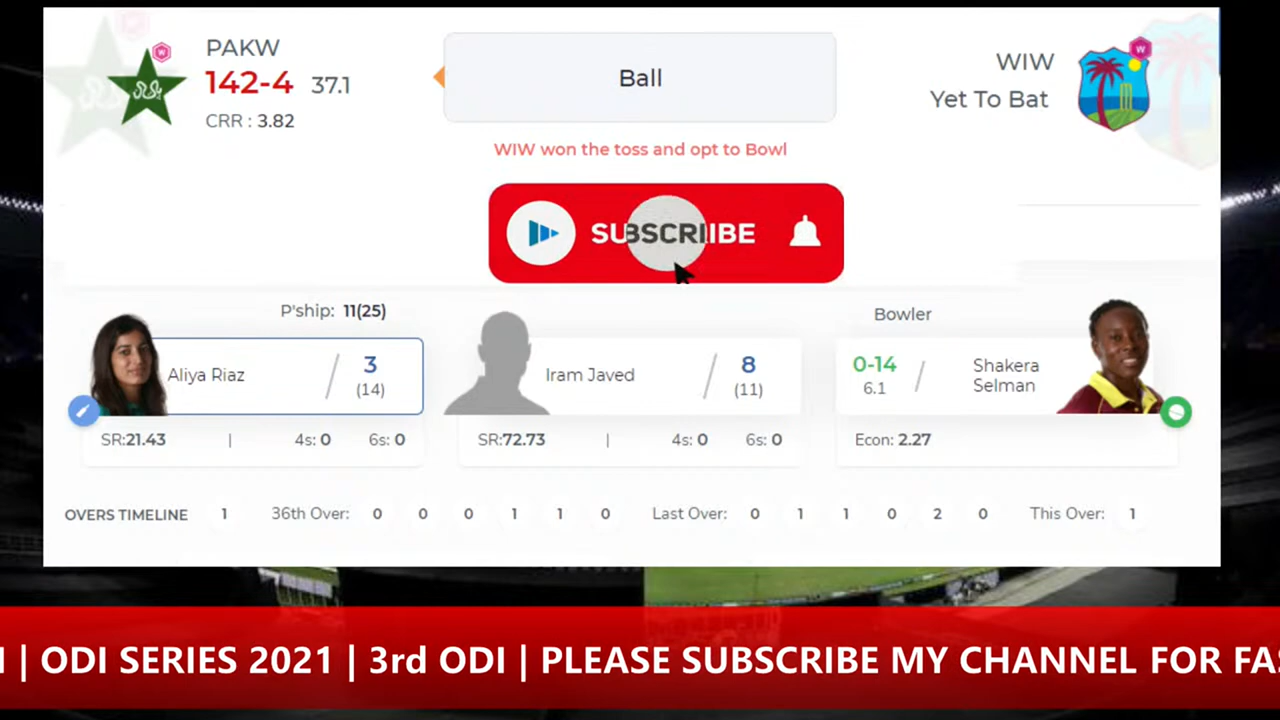 PAKW
142-4 37.1
CRR : 3.82
Ball
WIW
Yet To Bat
WIW won the toss and opt to Bowl
SUBSCRIBE
P'ship: 11(25)
Bowler
Aliya Riaz / 3 (14)
Iram Javed / 8 (11)
0-14 6.1 / Shakera Selman
SR:21.43 | 4s: 0 6s: 0
SR:72.73 | 4s: 0 6s: 0
Econ: 2.27
OVERS TIMELINE 1 36th Over: 0 0 0 1 1 0 Last Over: 0 1 1 0 2 0 This Over: 1
| ODI SERIES 2021 | 3rd ODI | PLEASE SUBSCRIBE MY CHANNEL FOR